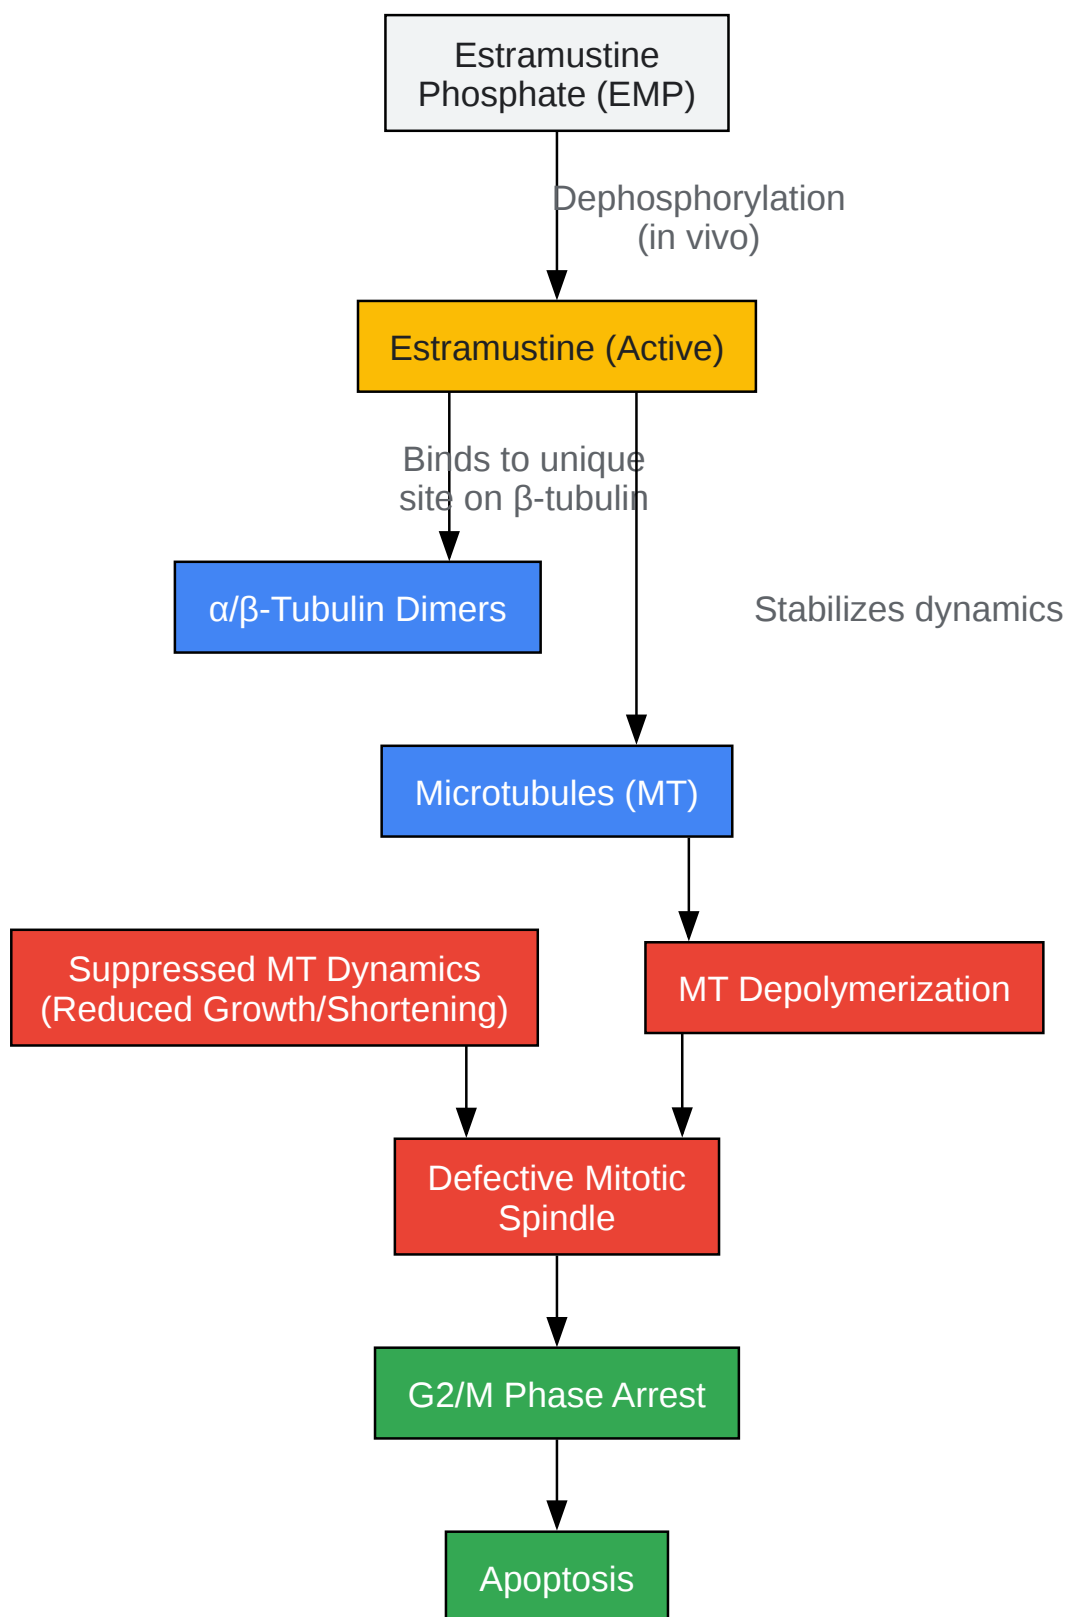 Estramustine
Phosphate (EMP)
Dephosphorylation
(in vivo)
Estramustine (Active)
Binds to unique
site on β-tubulin
α/β-Tubulin Dimers
Stabilizes dynamics
Microtubules (MT)
Suppressed MT Dynamics
(Reduced Growth/Shortening)
MT Depolymerization
Defective Mitotic
Spindle
G2/M Phase Arrest
Apoptosis